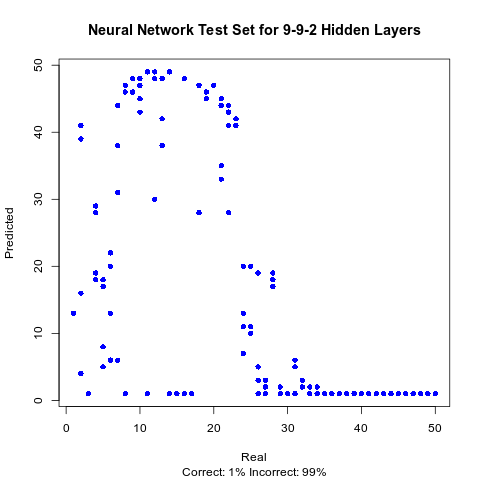 Neural Network Test Set for 9-9-2 Hidden Layers
50
40
30
20
10
0
Predicted
0 10 20 30 40 50
Real
Correct: 1% Incorrect: 99%